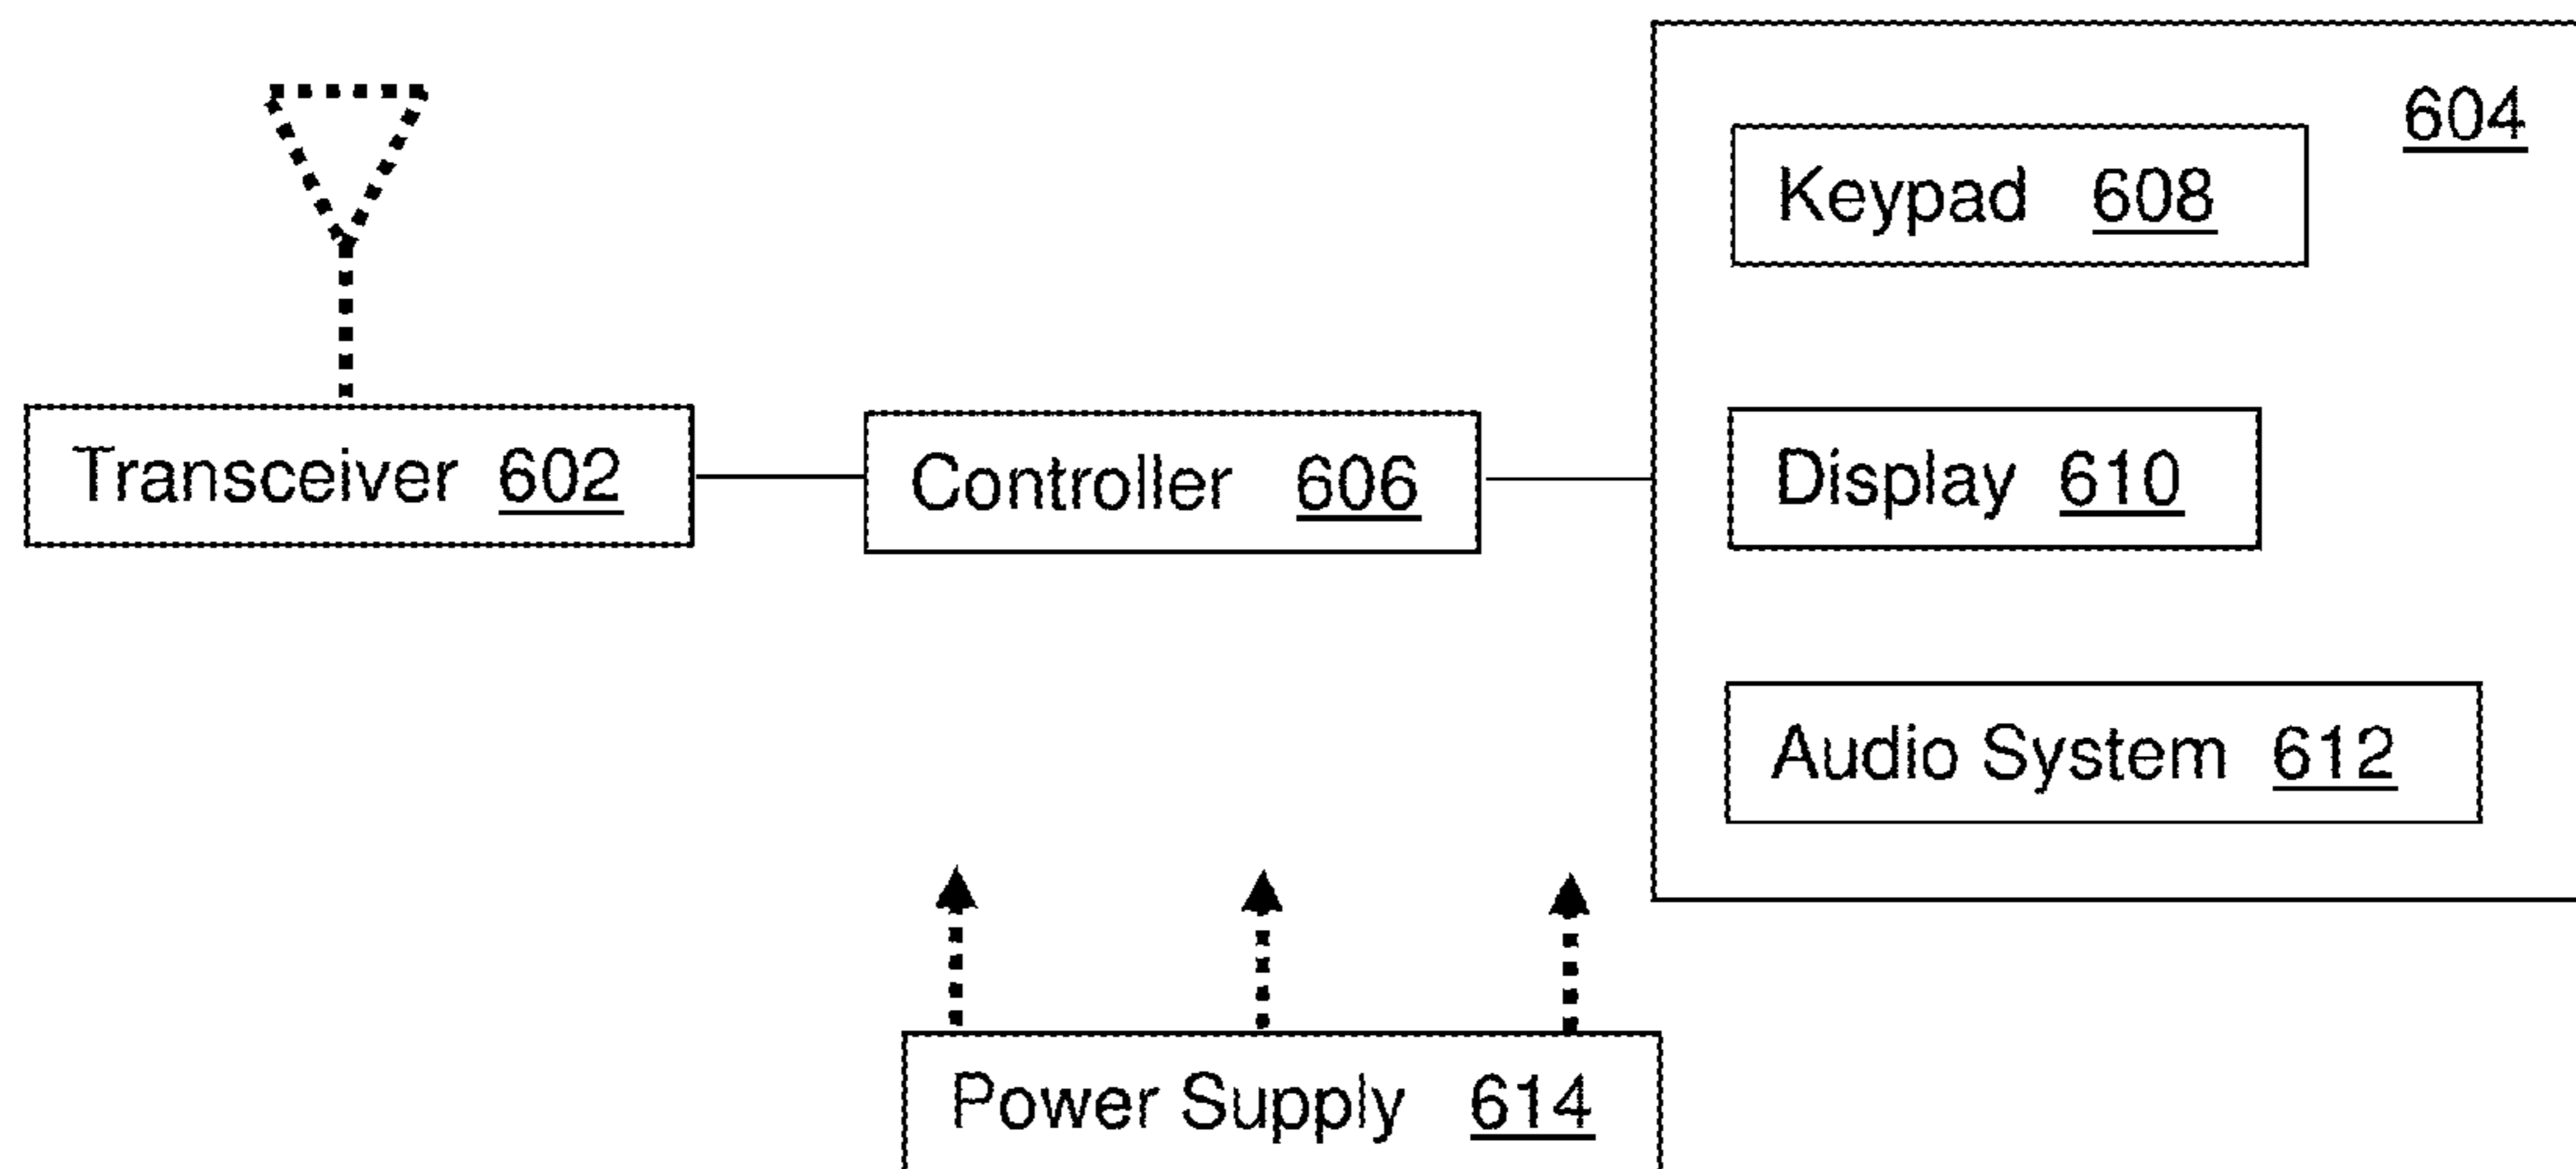 604
Keypad 608
Transceiver 602
Controller 606
Display 610
Audio System 612
Power Supply 614